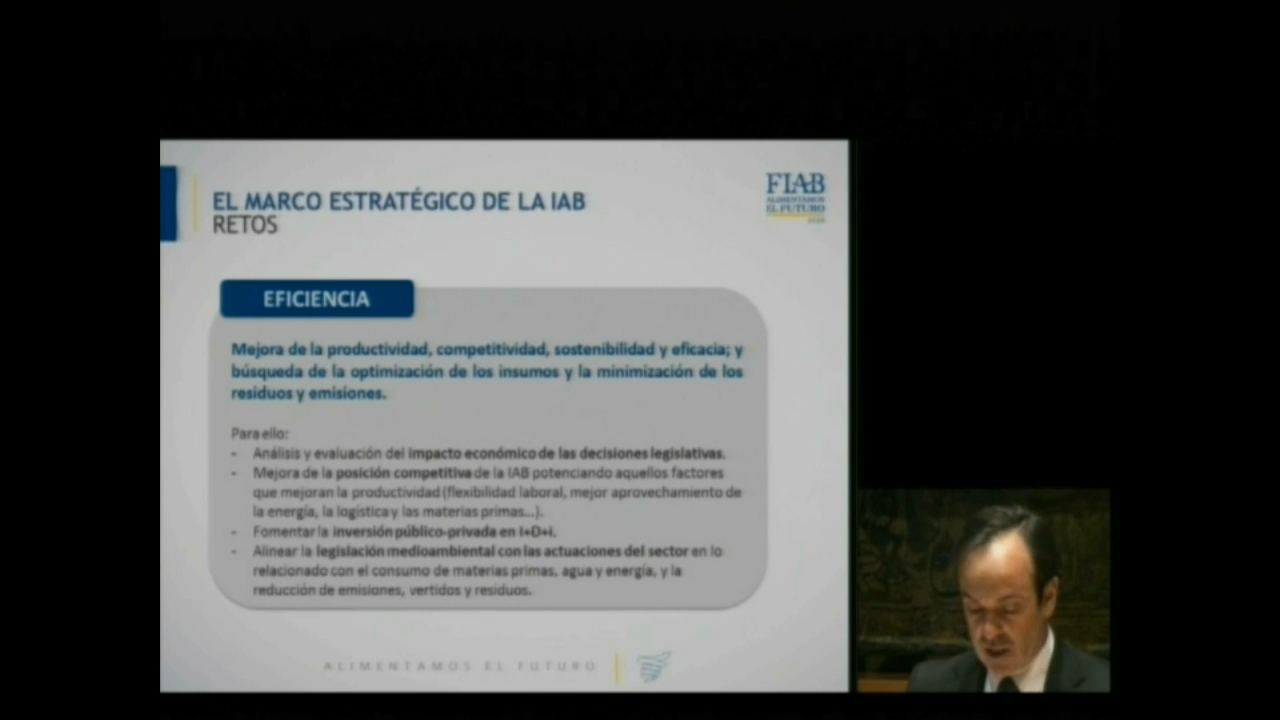 EL MARCO ESTRATÉGICO DE LA IAB
RETOS
FIAB
ALIMENTAMOS
EL FUTURO
EFICIENCIA
Mejora de la productividad, competitividad, sostenibilidad y eficacia; y
búsqueda de la optimización de los insumos y la minimización de los
residuos y emisiones.
Para ello:
- Análisis y evaluación del impacto económico de las decisiones legislativas.
- Mejora de la posición competitiva de la IAB potenciando aquellos factores
que mejoran la productividad (flexibilidad laboral, mejor aprovechamiento de
la energía, la logística y las materias primas...).
- Fomentar la inversión público-privada en I+D+i.
- Alinear la legislación medioambiental con las actuaciones del sector en lo
relacionado con el consumo de materias primas, agua y energía, y la
reducción de emisiones, vertidos y residuos.
ALIMENTAMOS EL FUTURO